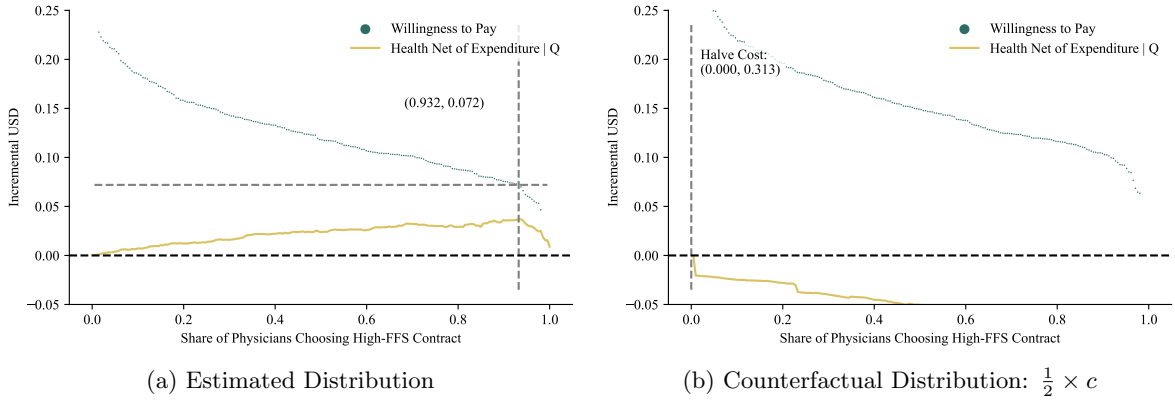 Willingness to Pay
Health Net of Expenditure | Q
(0.932, 0.072)
0.25
0.20
0.15
0.10
0.05
0.00
−0.05
Incremental USD
0.0 0.2 0.4 0.6 0.8 1.0
Share of Physicians Choosing High-FFS Contract
(a) Estimated Distribution
Willingness to Pay
Health Net of Expenditure | Q
Halve Cost:
(0.000, 0.313)
0.25
0.20
0.15
0.10
0.05
0.00
−0.05
Incremental USD
0.0 0.2 0.4 0.6 0.8 1.0
Share of Physicians Choosing High-FFS Contract
(b) Counterfactual Distribution: ½ × c